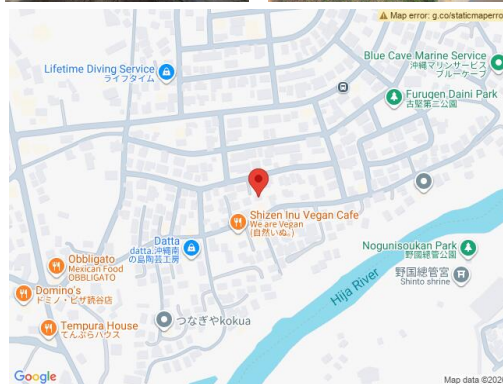 Map error: g.co/staticmaperro
Blue Cave Marine Service
沖縄マリンサービス
ブルーケーブ
Lifetime Diving Service
ライフタイム
Furugen Daini Park
古堅第二公園
Shizen Inu Vegan Cafe
We are Vegan
(自然いぬ。)
Datta
datta.沖縄南
の島陶芸工房
Nogunisoukan Park
野國總管公園
Obbligato
Mexican Food
OBBLIGATO
野国總管宮
Shinto shrine
Hija River
Domino's
ドミノ・ピザ読谷店
Tempura House
てんぷらハウス
つなぎやkokua
Google
Map data ©202